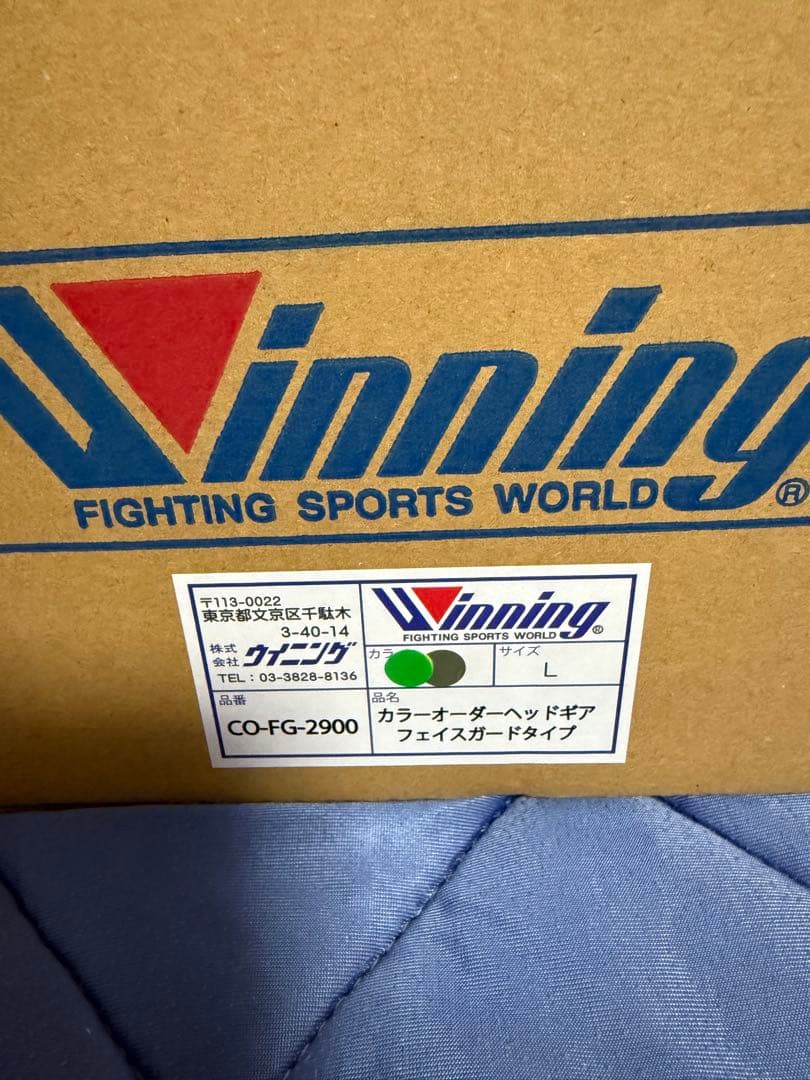 Winning
FIGHTING SPORTS WORLD ®
〒113-0022
東京都文京区千駄木
3-40-14
株式会社 ウイニング
TEL：03-3828-8136
Winning ®
FIGHTING SPORTS WORLD
カラ
サイズ
L
品番
CO-FG-2900
品名
カラーオーダーヘッドギア
フェイスガードタイプ